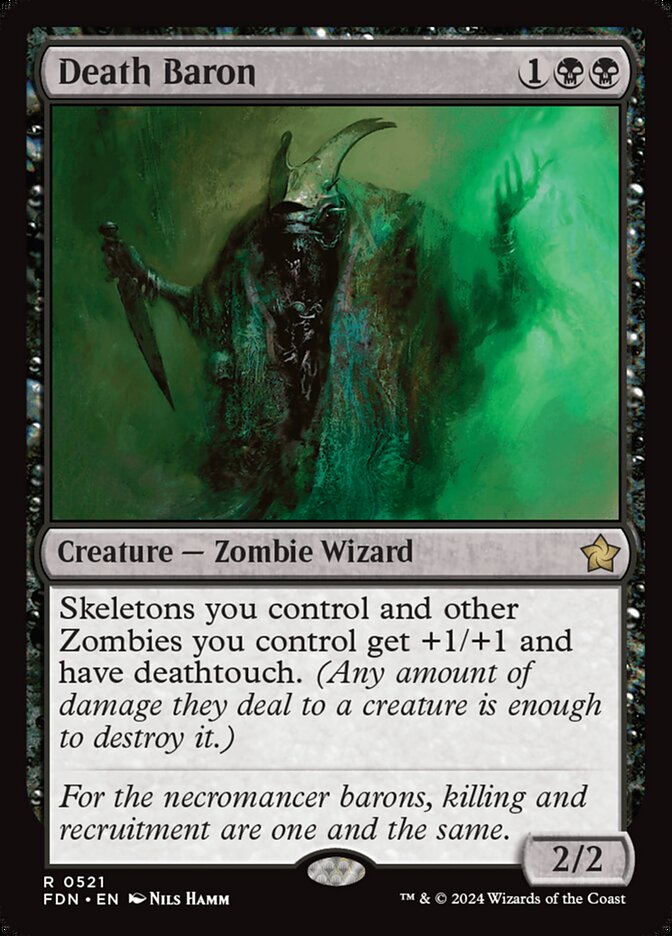 Death Baron 1
Creature — Zombie Wizard
Skeletons you control and other
Zombies you control get +1/+1 and
have deathtouch. (Any amount of
damage they deal to a creature is enough
to destroy it.)
For the necromancer barons, killing and
recruitment are one and the same.
2/2
R 0521
FDN • EN Nils Hamm
™ & © 2024 Wizards of the Coast